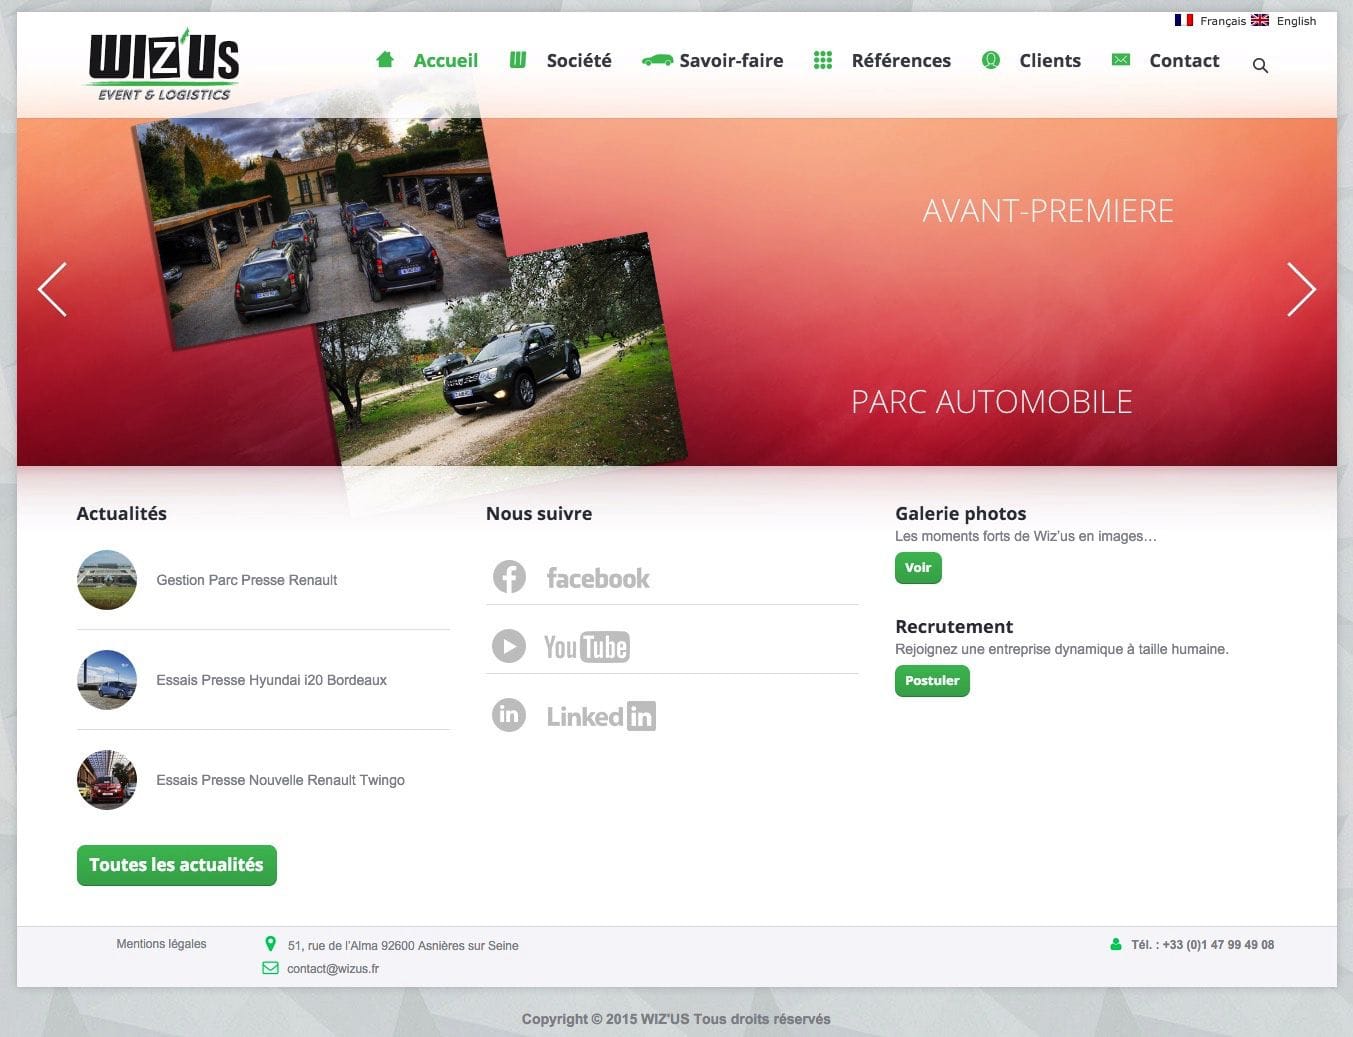 Français English
WIZ'US
EVENT & LOGISTICS
Accueil Société Savoir-faire Références Clients Contact
AVANT-PREMIERE
PARC AUTOMOBILE
Actualités
Gestion Parc Presse Renault
Essais Presse Hyundai i20 Bordeaux
Essais Presse Nouvelle Renault Twingo
Toutes les actualités
Nous suivre
facebook
YouTube
in Linkedin
Galerie photos
Les moments forts de Wiz'us en images…
Voir
Recrutement
Rejoignez une entreprise dynamique à taille humaine.
Postuler
Mentions légales
51, rue de l'Alma 92600 Asnières sur Seine
contact@wizus.fr
Tél. : +33 (0)1 47 99 49 08
Copyright © 2015 WIZ'US Tous droits réservés